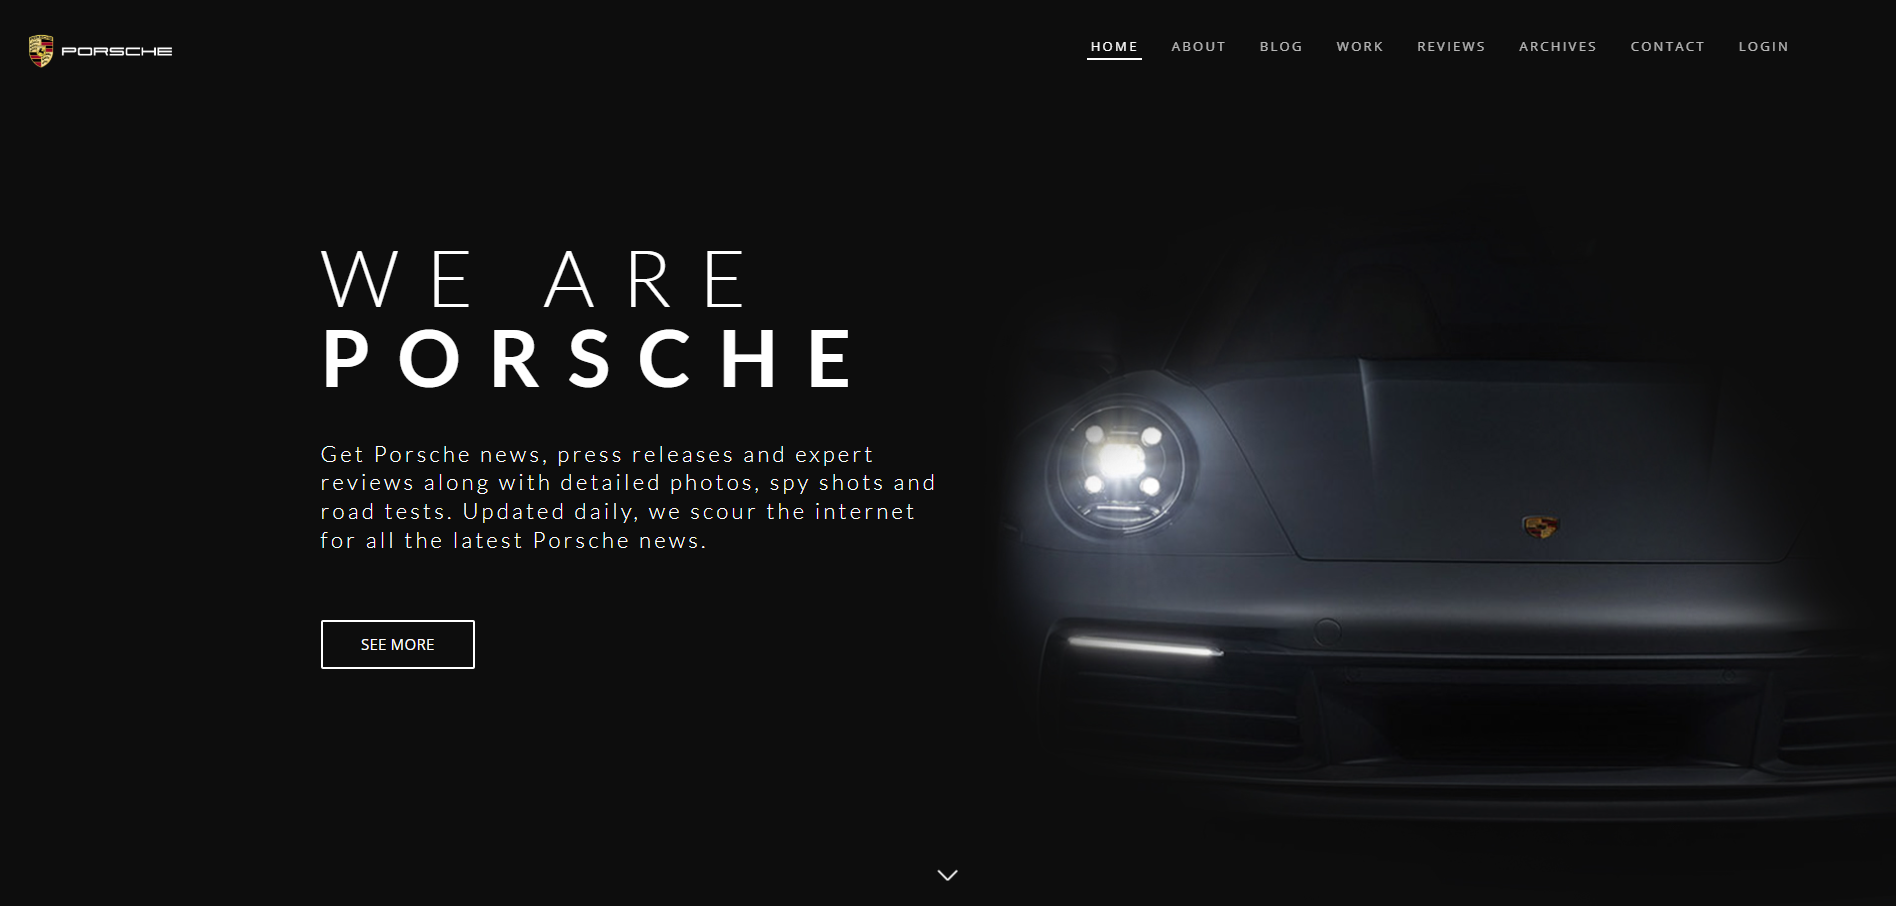 PORSCHE
HOME ABOUT BLOG WORK REVIEWS ARCHIVES CONTACT LOGIN
WE ARE
PORSCHE
Get Porsche news, press releases and expert
reviews along with detailed photos, spy shots and
road tests. Updated daily, we scour the internet
for all the latest Porsche news.
SEE MORE